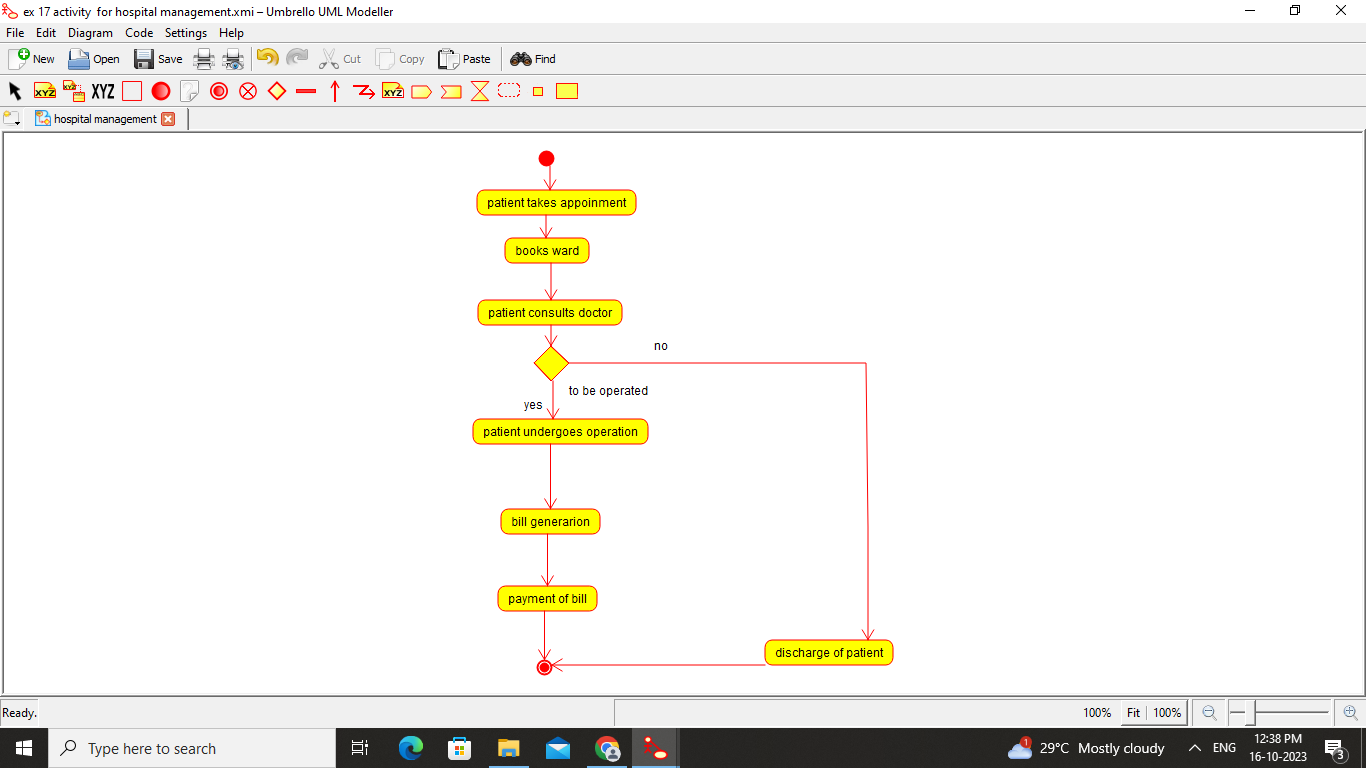 ex 17 activity  for hospital management.xmi – Umbrello UML Modeller
File Edit Diagram Code Settings Help
New Open Save Cut Copy Paste Find
XYZ XYZ XYZ XYZ
hospital management
patient takes appoinment
books ward
patient consults doctor
no
to be operated
yes
patient undergoes operation
bill generarion
payment of bill
discharge of patient
Ready. 100% Fit 100%
Type here to search 1 29°C Mostly cloudy ENG 12:38 PM
16-10-2023 3